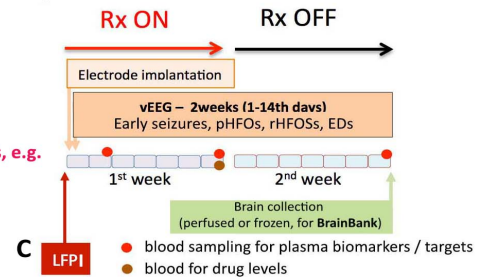 Rx ON
Rx OFF
Electrode implantation
vEEG – 2weeks (1-14th days)
Early seizures, pHFOs, rHFOSs, EDs
s, e.g.
1st week
2nd week
Brain collection
(perfused or frozen, for BrainBank)
C
LFPI
blood sampling for plasma biomarkers / targets
blood for drug levels